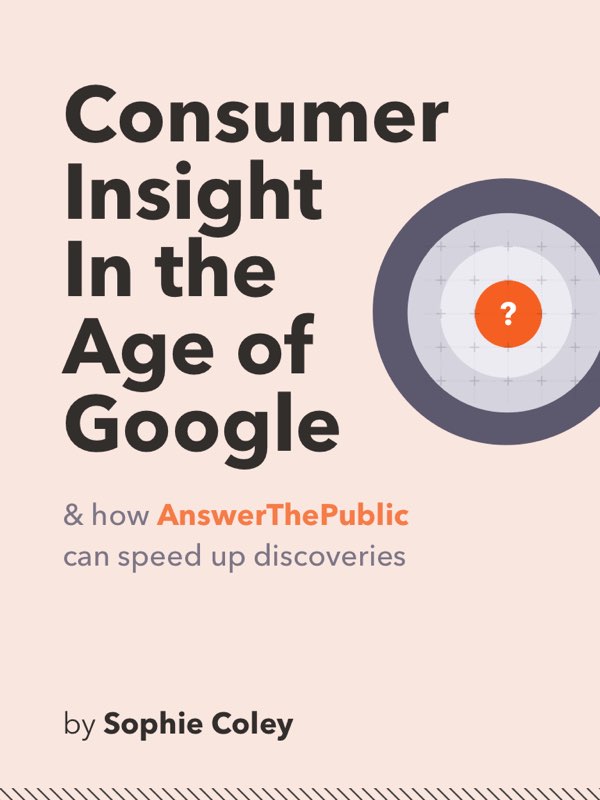 Consumer
Insight
In the
Age of
Google
?
& how AnswerThePublic
can speed up discoveries
by Sophie Coley